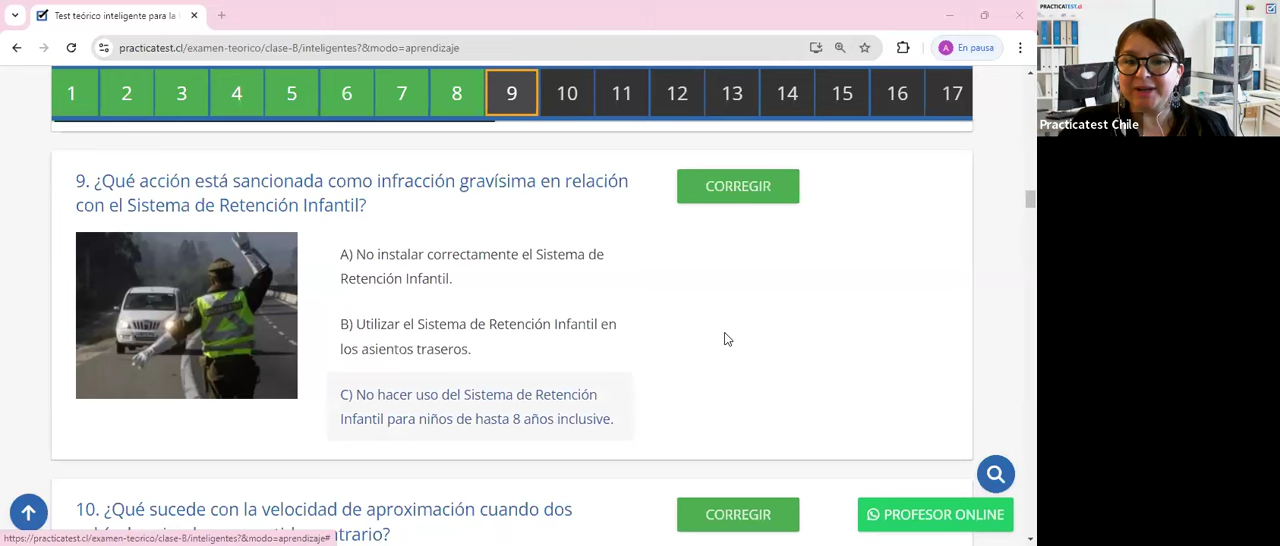 Test teórico inteligente para la
practicatest.cl/examen-teorico/clase-B/inteligentes?&modo=aprendizaje
A
En pausa
PRACTICATEST.CL
Practicatest Chile
1 2 3 4 5 6 7 8 9 10 11 12 13 14 15 16 17
9. ¿Qué acción está sancionada como infracción gravísima en relación
con el Sistema de Retención Infantil?
CORREGIR
A) No instalar correctamente el Sistema de
Retención Infantil.
B) Utilizar el Sistema de Retención Infantil en
los asientos traseros.
C) No hacer uso del Sistema de Retención
Infantil para niños de hasta 8 años inclusive.
10. ¿Qué sucede con la velocidad de aproximación cuando dos
ntrario?
CORREGIR
PROFESOR ONLINE
https://practicatest.cl/examen-teorico/clase-B/inteligentes?&modo=aprendizaje#